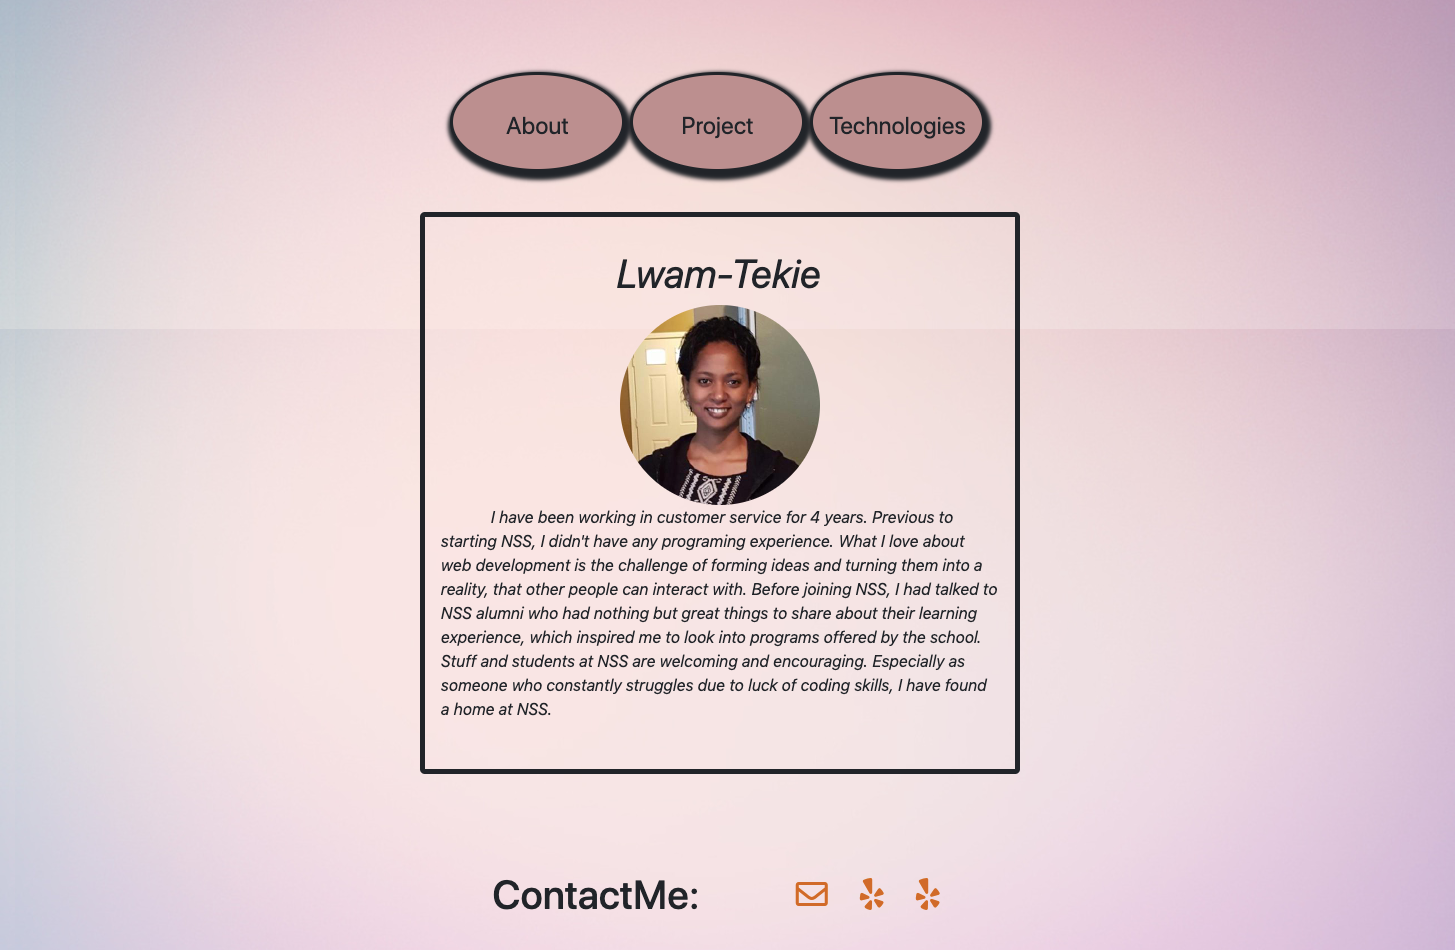 About
Project
Technologies
Lwam-Tekie
I have been working in customer service for 4 years. Previous to
starting NSS, I didn't have any programing experience. What I love about
web development is the challenge of forming ideas and turning them into a
reality, that other people can interact with. Before joining NSS, I had talked to
NSS alumni who had nothing but great things to share about their learning
experience, which inspired me to look into programs offered by the school.
Stuff and students at NSS are welcoming and encouraging. Especially as
someone who constantly struggles due to luck of coding skills, I have found
a home at NSS.
ContactMe: